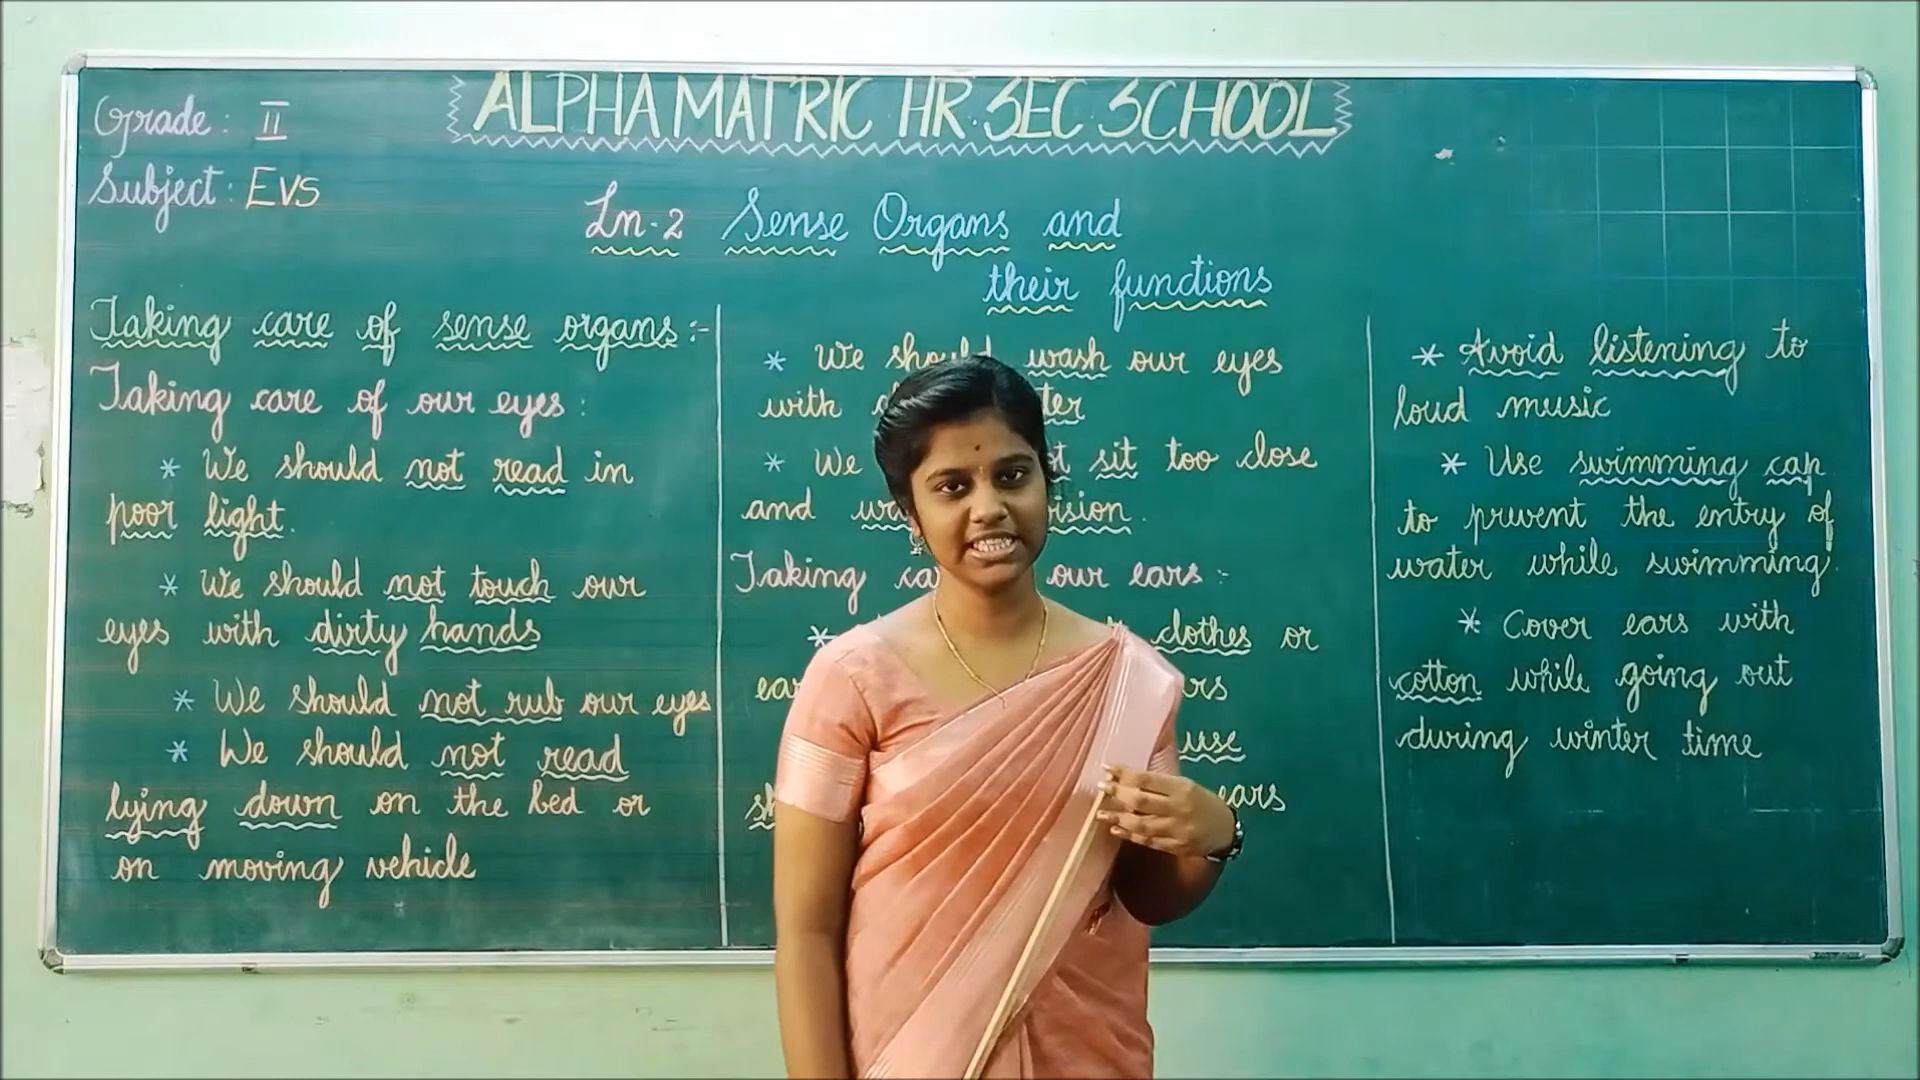 ALPHA MATRIC HR. SEC. SCHOOL
Grade : II
Subject : EVS
Ln-2 Sense Organs and
their functions
Taking care of sense organs :-
Taking care of our eyes :
* We should not read in
poor light.
* We should not touch our
eyes with dirty hands
* We should not rub our eyes
* We should not read
lying down on the bed or
on moving vehicle
* We should wash our eyes
with
* We sit too close
and
Taking our ears :-
* clothes or
use
ears
* Avoid listening to
loud music
* Use swimming cap
to prevent the entry of
water while swimming.
* Cover ears with
cotton while going out
during winter time